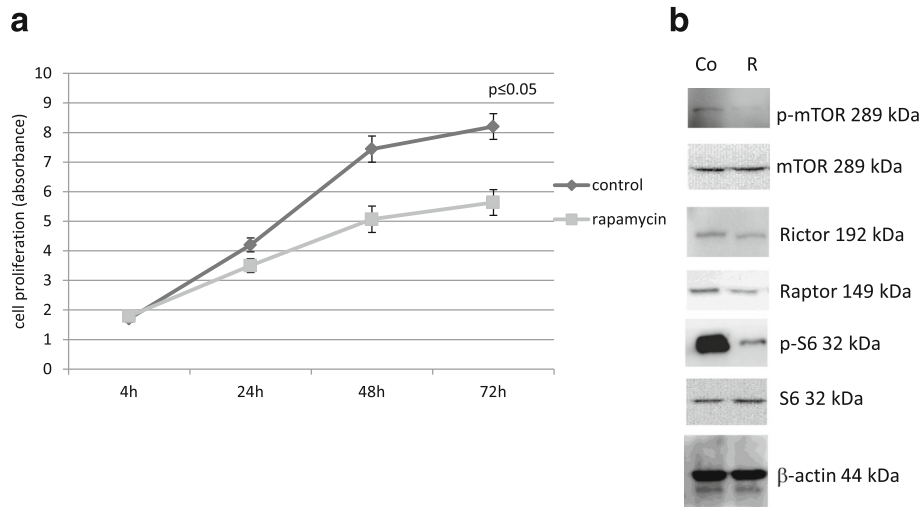 a
10
9
8
7
6
5
4
3
2
1
0
cell proliferation (absorbance)
p≤0.05
control
rapamycin
4h
24h
48h
72h
b
Co R
p-mTOR 289 kDa
mTOR 289 kDa
Rictor 192 kDa
Raptor 149 kDa
p-S6 32 kDa
S6 32 kDa
β-actin 44 kDa